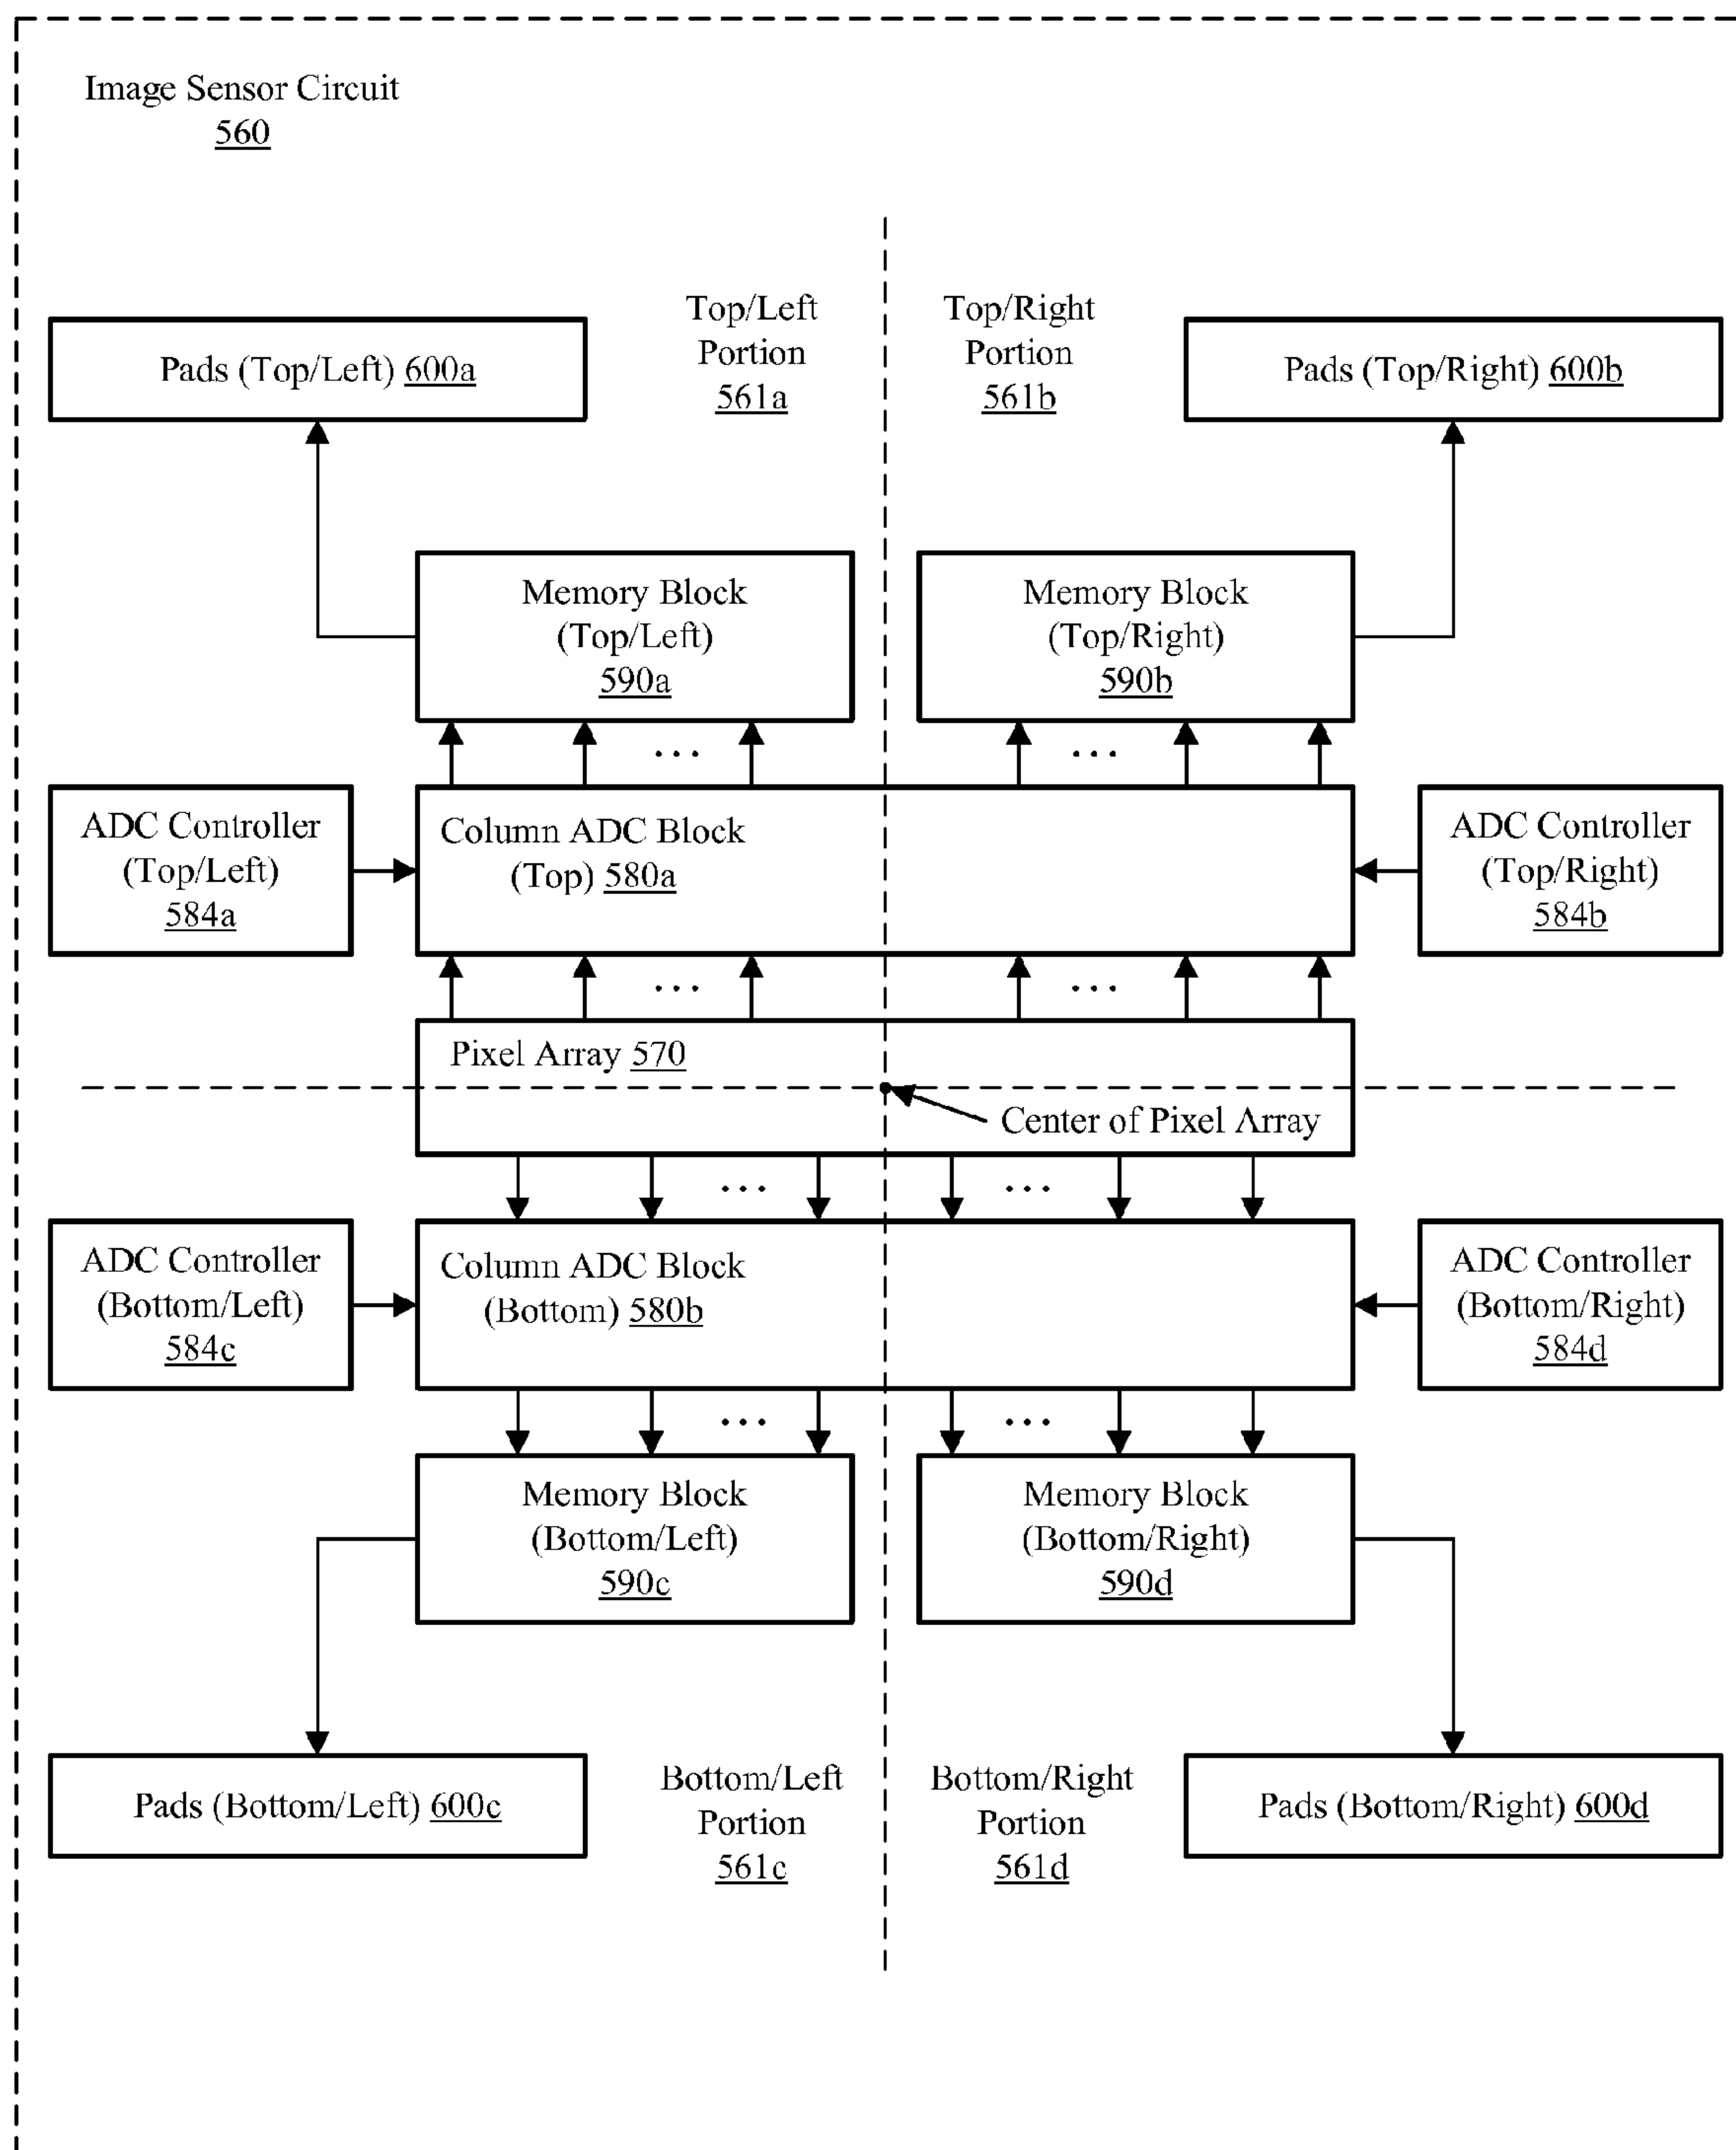 Image Sensor Circuit
560
Top/Left
Portion
561a
Top/Right
Portion
561b
Pads (Top/Left) 600a
Pads (Top/Right) 600b
Memory Block
(Top/Left)
590a
Memory Block
(Top/Right)
590b
...
...
ADC Controller
(Top/Left)
584a
Column ADC Block
(Top) 580a
ADC Controller
(Top/Right)
584b
...
...
Pixel Array 570
Center of Pixel Array
...
...
ADC Controller
(Bottom/Left)
584c
Column ADC Block
(Bottom) 580b
ADC Controller
(Bottom/Right)
584d
...
...
Memory Block
(Bottom/Left)
590c
Memory Block
(Bottom/Right)
590d
Pads (Bottom/Left) 600c
Bottom/Left
Portion
561c
Bottom/Right
Portion
561d
Pads (Bottom/Right) 600d